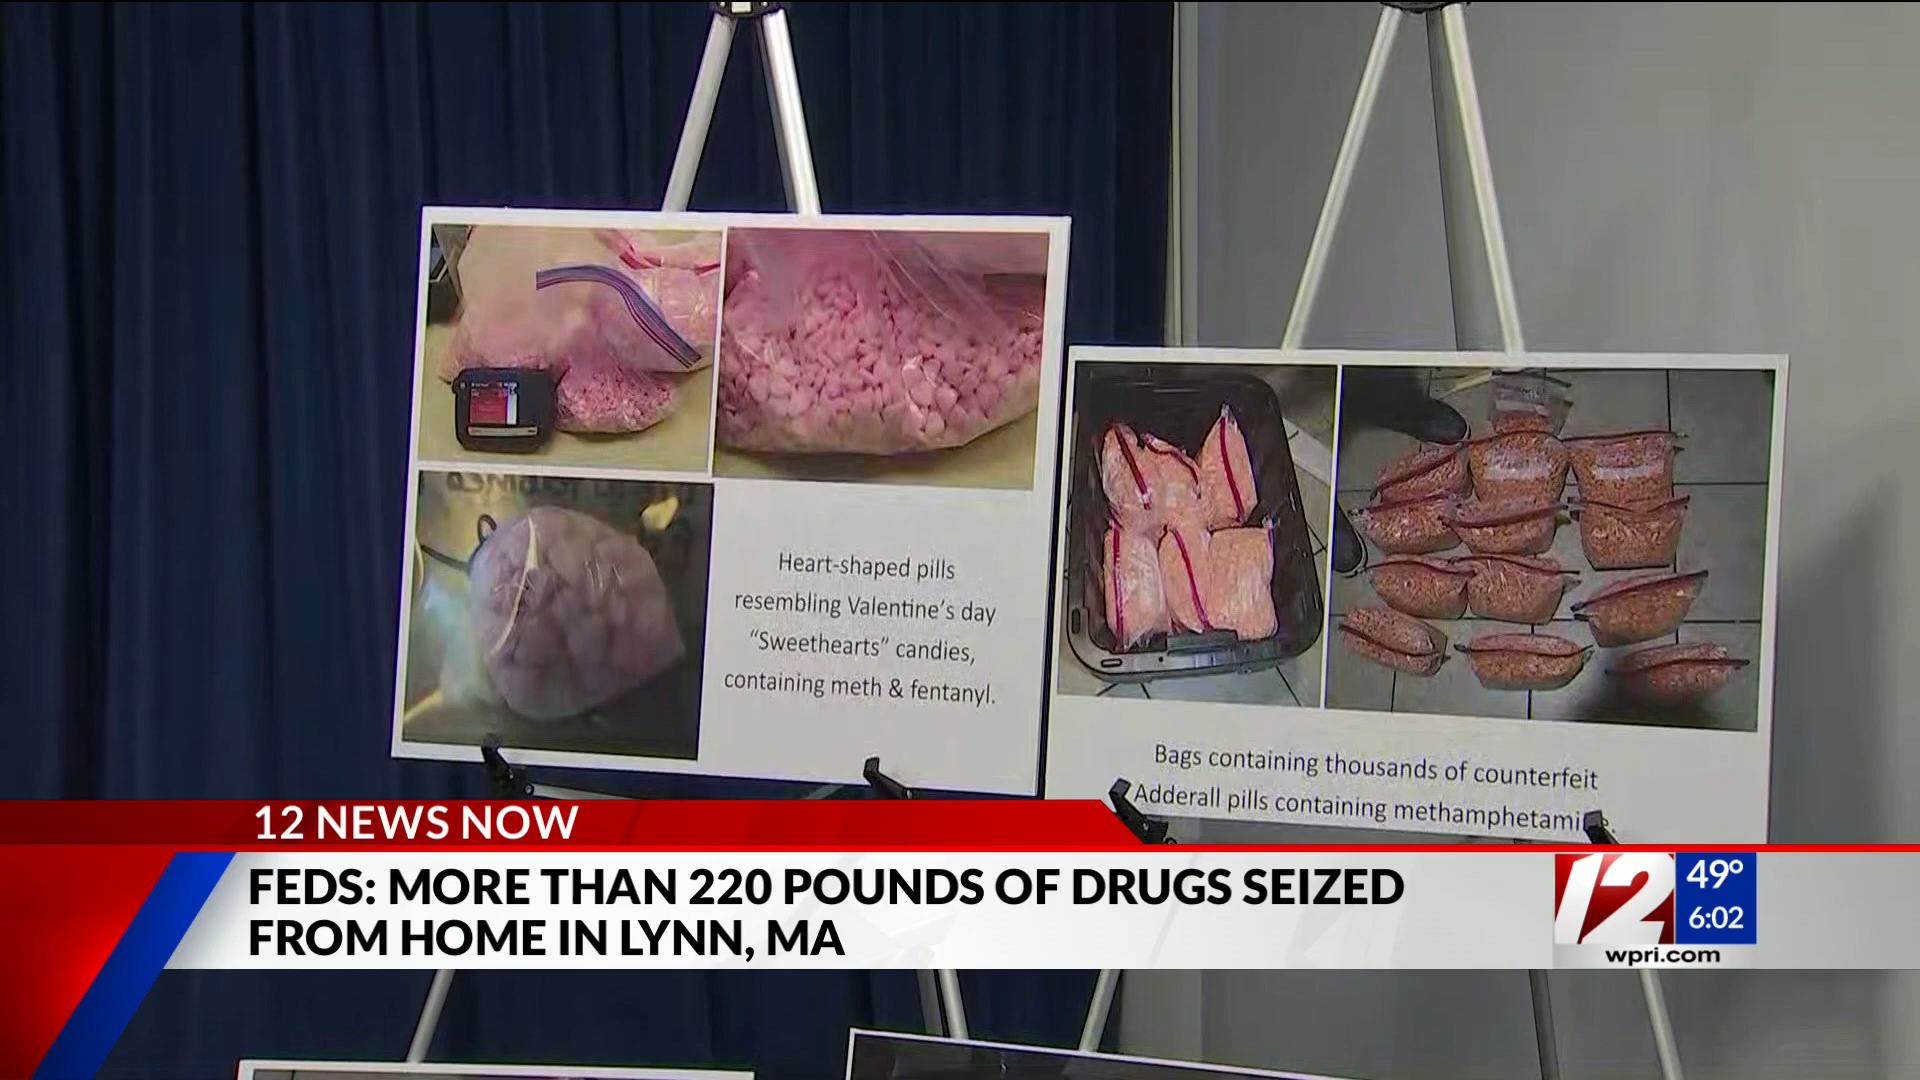 Heart-shaped pills
resembling Valentine's day
"Sweethearts" candies,
containing meth & fentanyl.
Bags containing thousands of counterfeit
Adderall pills containing methamphetamine.
12 NEWS NOW
FEDS: MORE THAN 220 POUNDS OF DRUGS SEIZED
FROM HOME IN LYNN, MA
12
49°
6:02
wpri.com